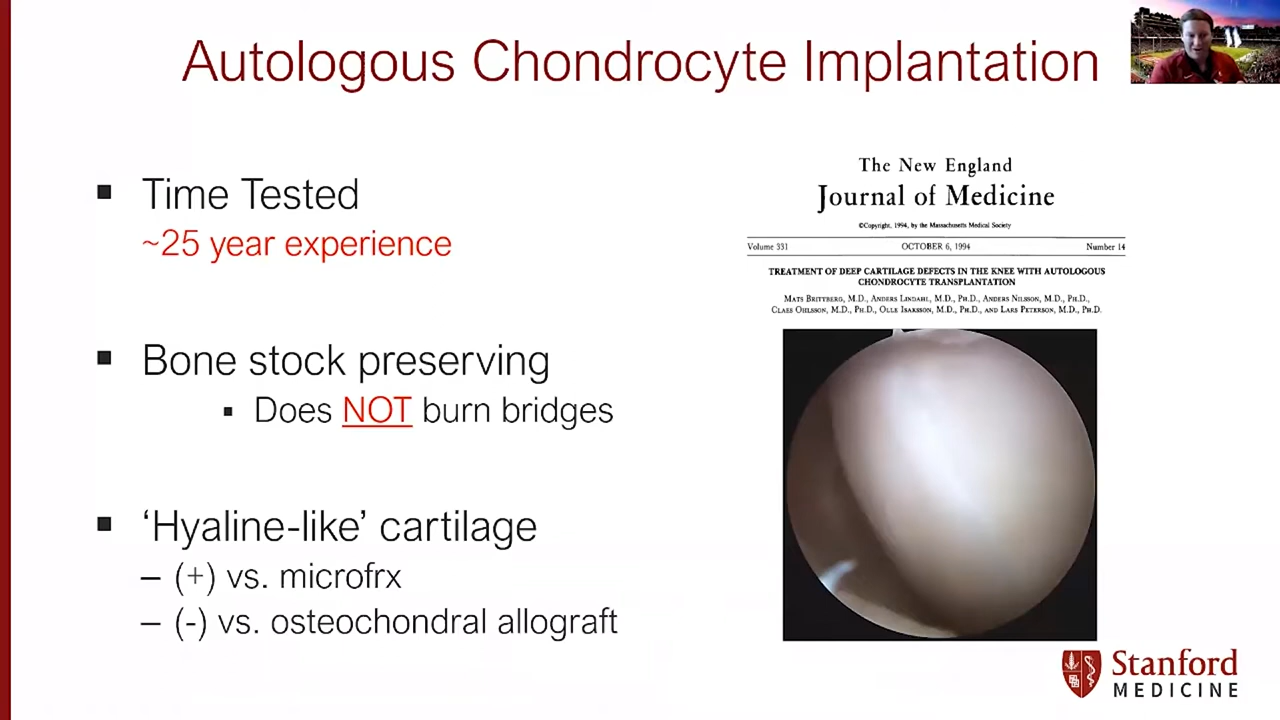 Autologous Chondrocyte Implantation
▪ Time Tested
~25 year experience
▪ Bone stock preserving
▪ Does NOT burn bridges
▪ ‘Hyaline-like’ cartilage
– (+) vs. microfrx
– (-) vs. osteochondral allograft
The New England
Journal of Medicine
©Copyright, 1994, by the Massachusetts Medical Society
Volume 331 OCTOBER 6, 1994 Number 14
TREATMENT OF DEEP CARTILAGE DEFECTS IN THE KNEE WITH AUTOLOGOUS
CHONDROCYTE TRANSPLANTATION
MATS BRITTBERG, M.D., ANDERS LINDAHL, M.D., PH.D., ANDERS NILSSON, M.D., PH.D.,
CLAES OHLSSON, M.D., PH.D., OLLE ISAKSSON, M.D., PH.D., AND LARS PETERSON, M.D., PH.D.
Stanford
MEDICINE